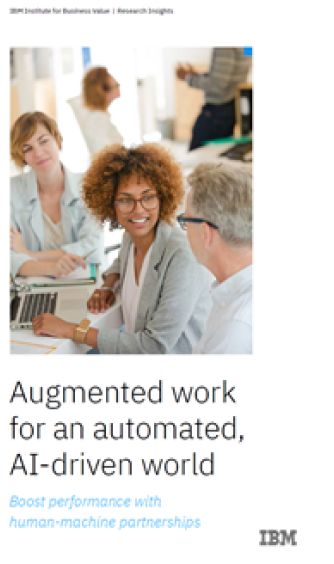 IBM Institute for Business Value | Research Insights
Augmented work
for an automated,
AI-driven world
Boost performance with
human-machine partnerships
IBM